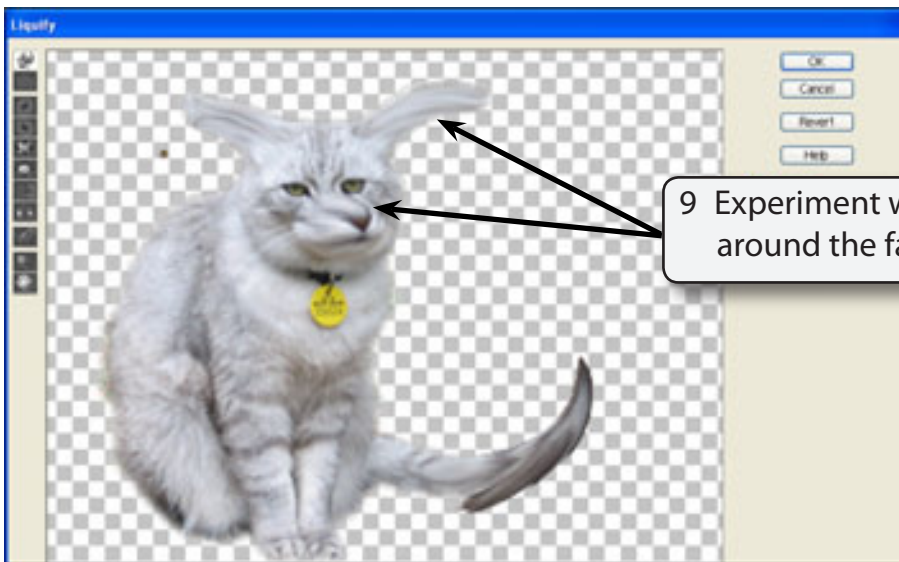 Liquify
OK
Cancel
Revert
Help
9 Experiment w
around the fa